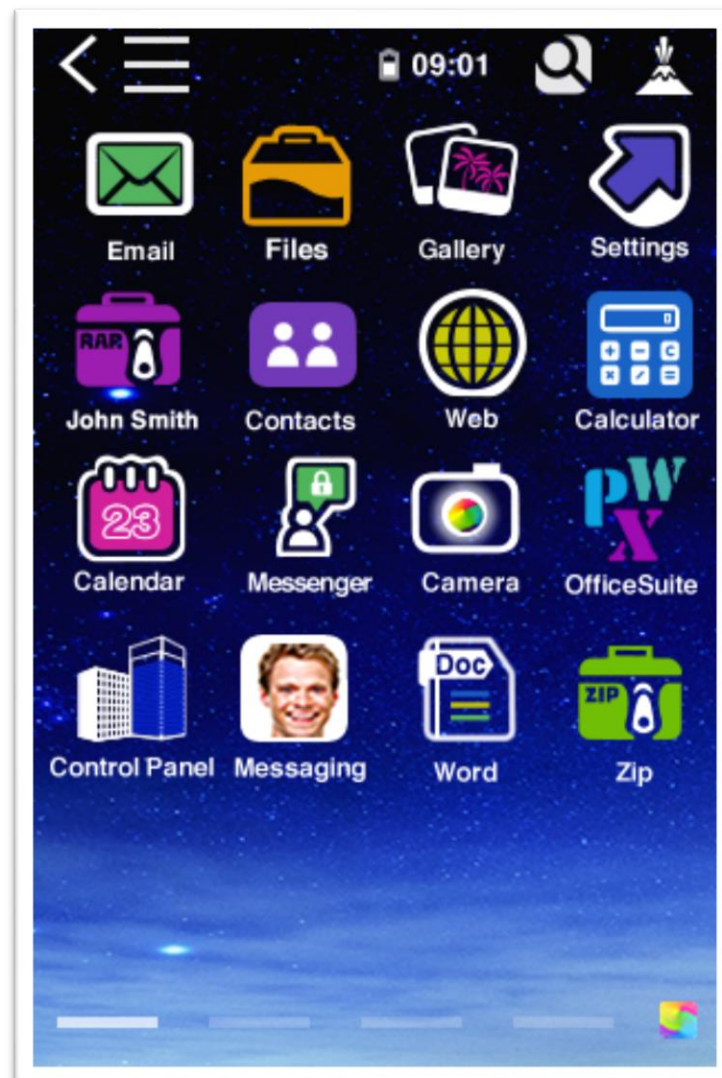 09:01
Email Files Gallery Settings
RAR
0
+ − C
× / =
John Smith Contacts Web Calculator
23
P W X
Calendar Messenger Camera OfficeSuite
Doc
ZIP
Control Panel Messaging Word Zip